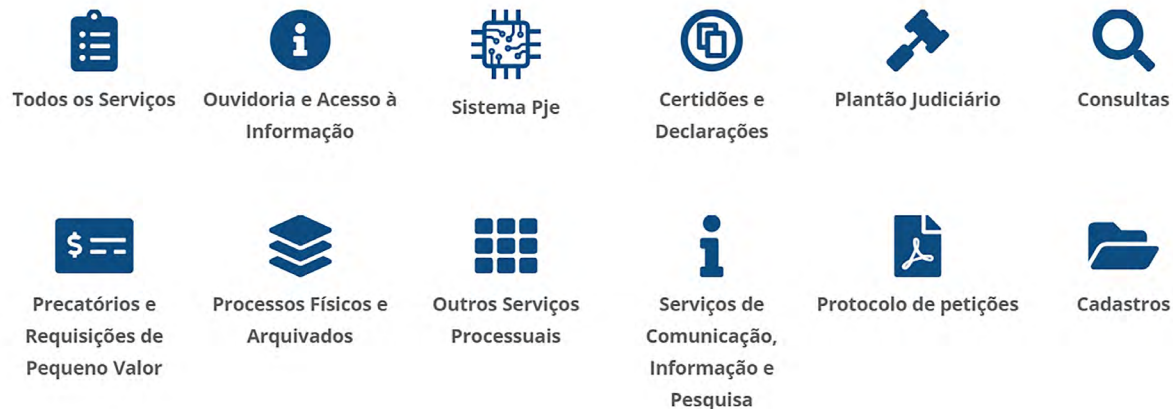 Todos os Serviços
Ouvidoria e Acesso à
Informação
Sistema Pje
Certidões e
Declarações
Plantão Judiciário
Consultas
$
Precatórios e
Requisições de
Pequeno Valor
Processos Físicos e
Arquivados
Outros Serviços
Processuais
Serviços de
Comunicação,
Informação e
Pesquisa
Protocolo de petições
Cadastros